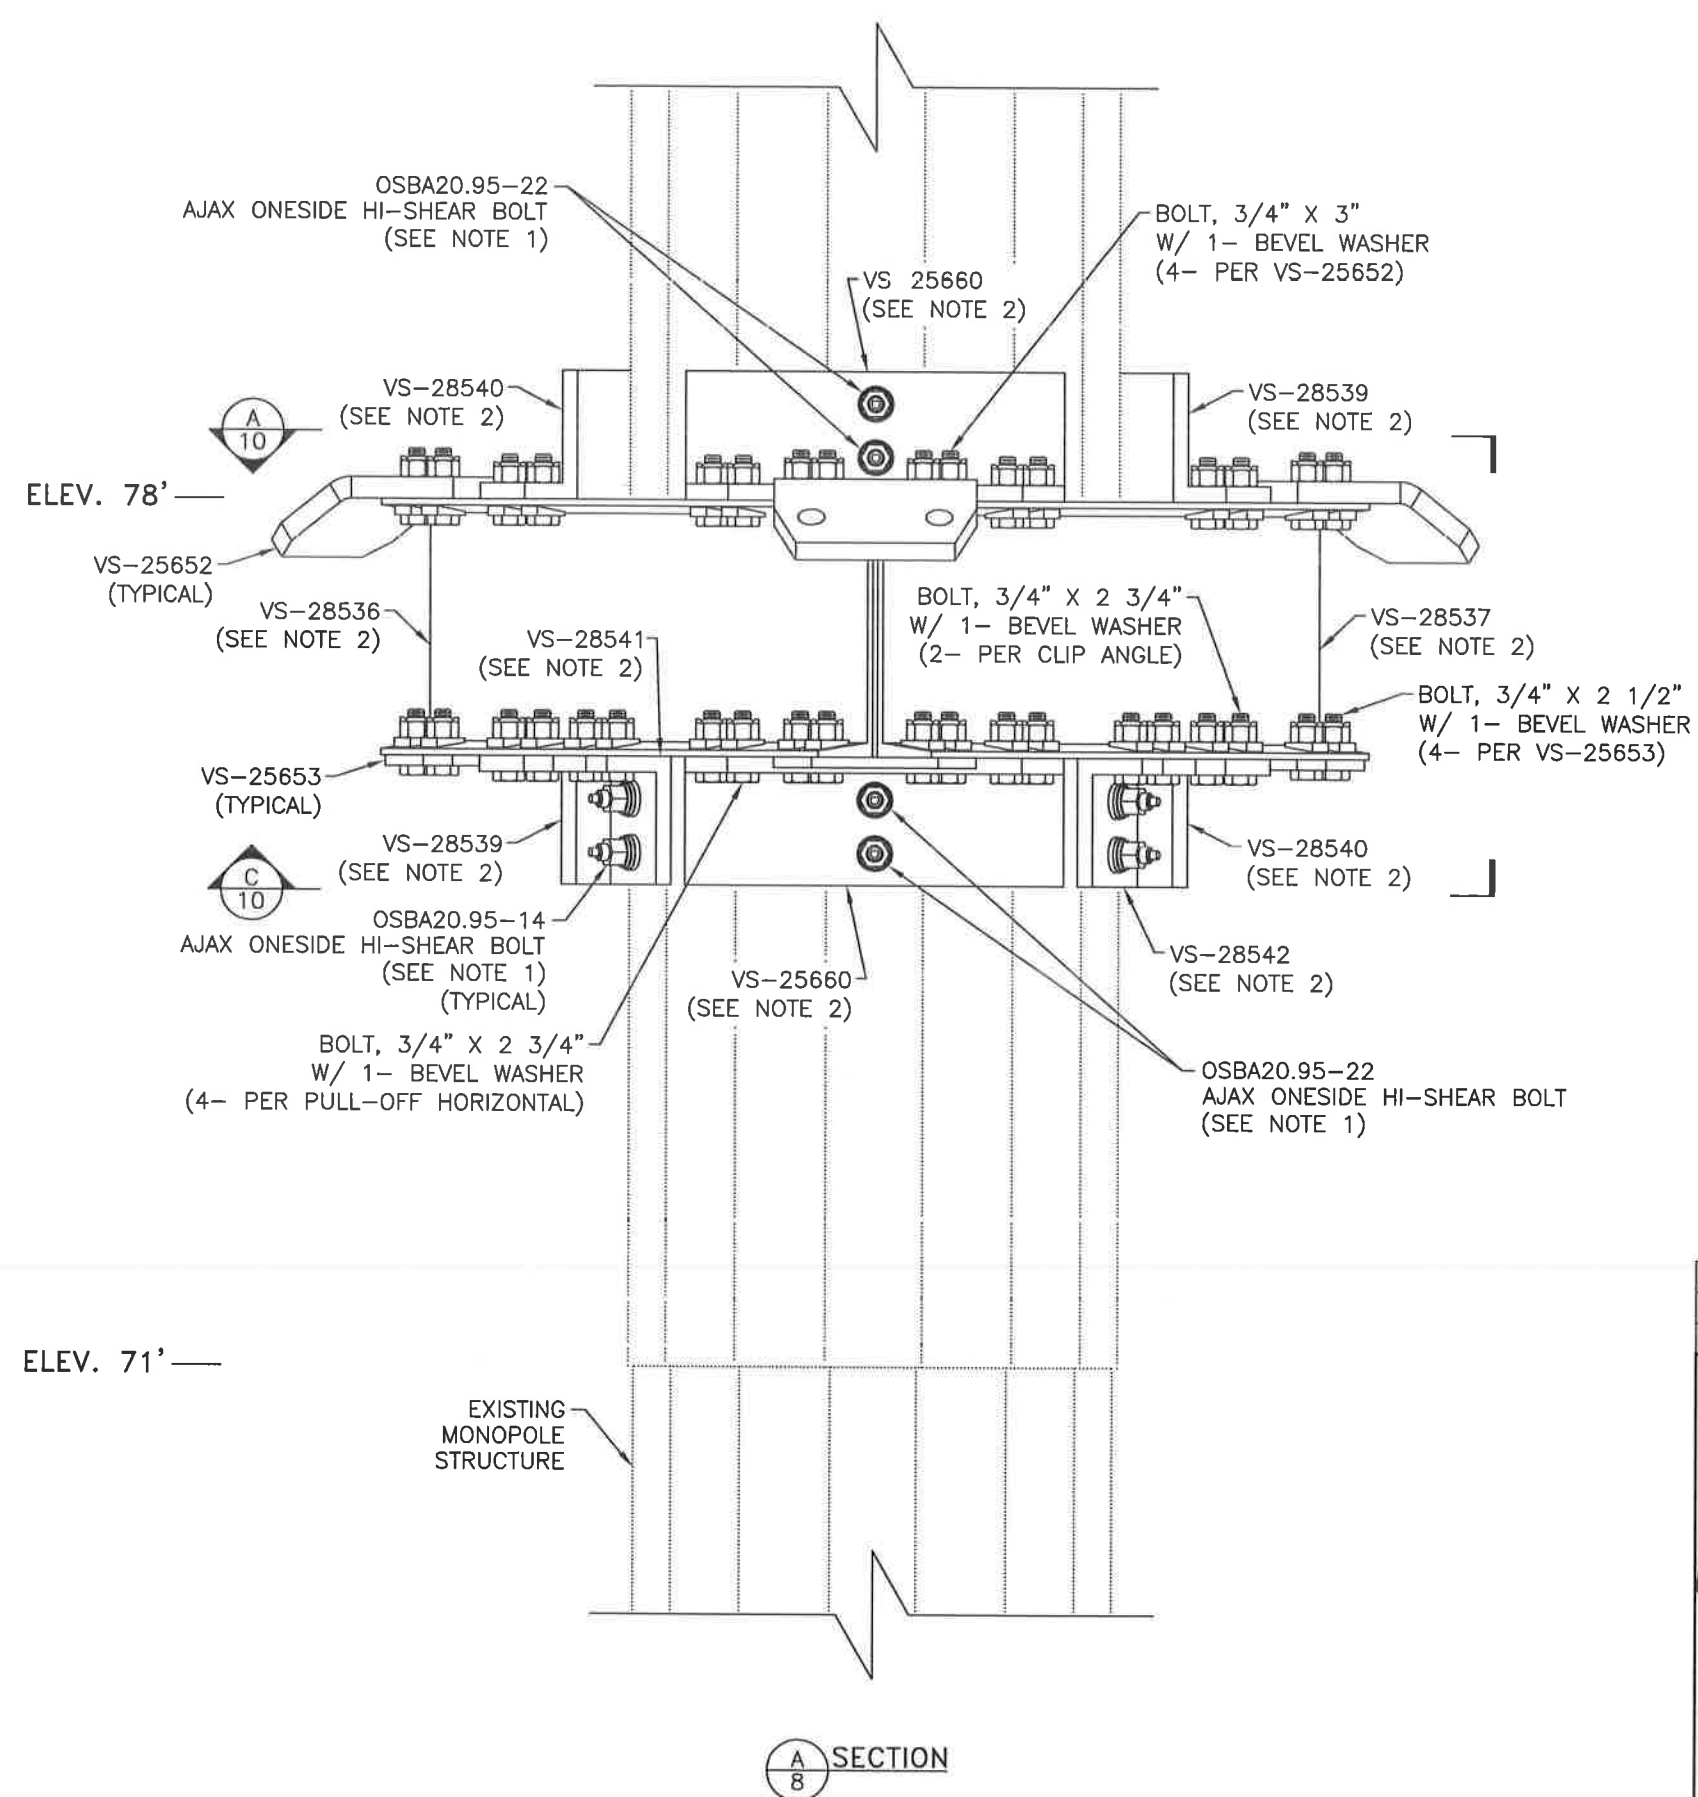 OSBA20.95-22
AJAX ONESIDE HI-SHEAR BOLT
(SEE NOTE 1)
BOLT, 3/4" X 3"
W/ 1- BEVEL WASHER
(4- PER VS-25652)
VS 25660
(SEE NOTE 2)
VS-28540
(SEE NOTE 2)
VS-28539
(SEE NOTE 2)
A
10
ELEV. 78'
VS-25652
(TYPICAL)
VS-28536
(SEE NOTE 2)
VS-28541
(SEE NOTE 2)
BOLT, 3/4" X 2 3/4"
W/ 1- BEVEL WASHER
(2- PER CLIP ANGLE)
VS-28537
(SEE NOTE 2)
BOLT, 3/4" X 2 1/2"
W/ 1- BEVEL WASHER
(4- PER VS-25653)
VS-25653
(TYPICAL)
VS-28539
(SEE NOTE 2)
VS-28540
(SEE NOTE 2)
C
10
OSBA20.95-14
AJAX ONESIDE HI-SHEAR BOLT
(SEE NOTE 1)
(TYPICAL)
VS-25660
(SEE NOTE 2)
VS-28542
(SEE NOTE 2)
BOLT, 3/4" X 2 3/4"
W/ 1- BEVEL WASHER
(4- PER PULL-OFF HORIZONTAL)
OSBA20.95-22
AJAX ONESIDE HI-SHEAR BOLT
(SEE NOTE 1)
ELEV. 71'
EXISTING
MONOPOLE
STRUCTURE
A
8
SECTION